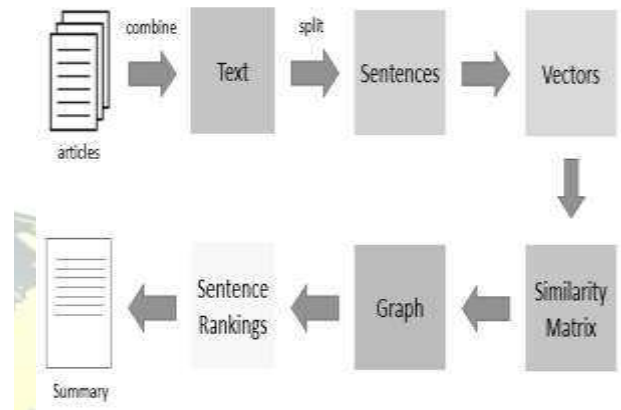 combine
split
Text
Sentences
Vectors
articles
Similarity
Matrix
Graph
Sentence
Rankings
Summary